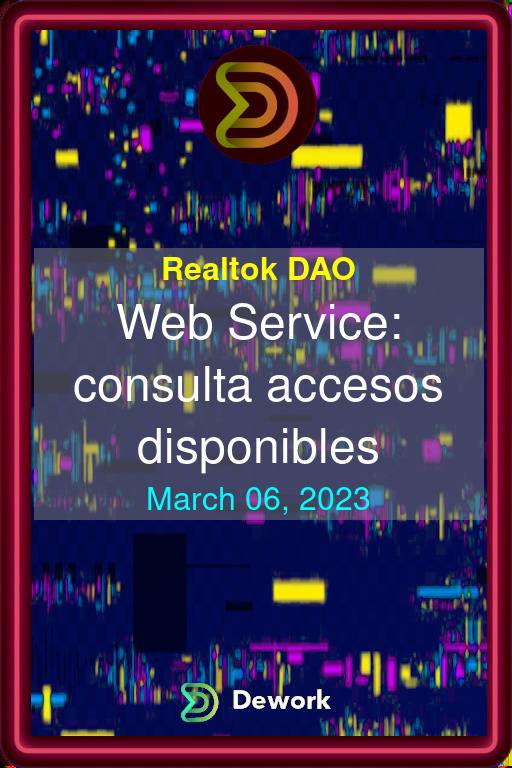 Realtok DAO
Web Service:
consulta accesos
disponibles
March 06, 2023
Dework